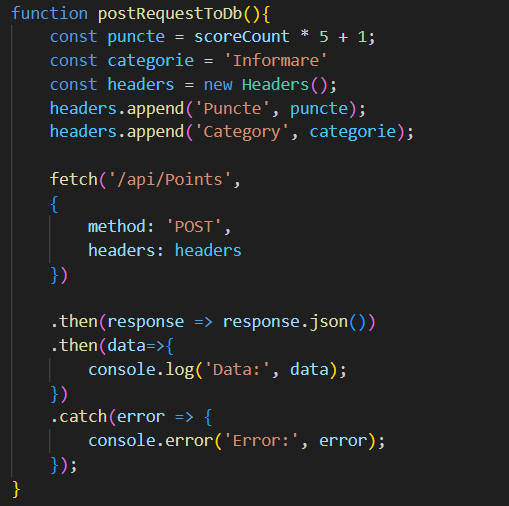 function postRequestToDb(){
    const puncte = scoreCount * 5 + 1;
    const categorie = 'Informare'
    const headers = new Headers();
    headers.append('Puncte', puncte);
    headers.append('Category', categorie);

    fetch('/api/Points',
    {
        method: 'POST',
        headers: headers
    })

    .then(response => response.json())
    .then(data=>{
        console.log('Data:', data);
    })
    .catch(error => {
        console.error('Error:', error);
    });
}